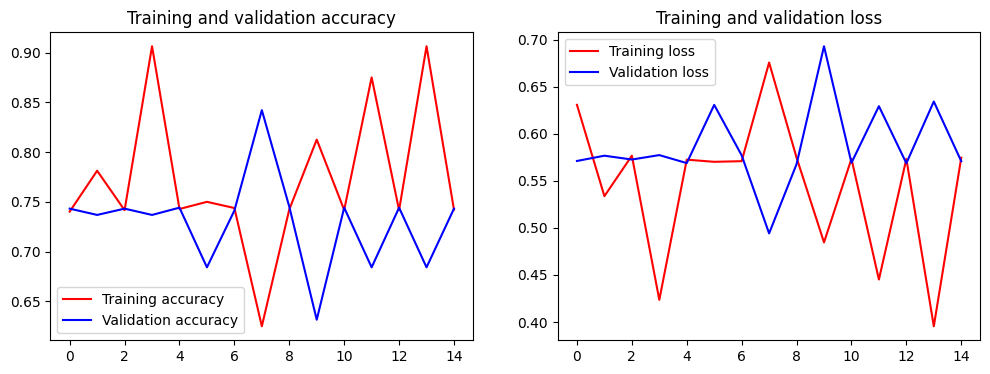 Training and validation accuracy
0.90
0.85
0.80
0.75
0.70
0.65
Training accuracy
Validation accuracy
0 2 4 6 8 10 12 14
Training and validation loss
0.70
0.65
0.60
0.55
0.50
0.45
0.40
Training loss
Validation loss
0 2 4 6 8 10 12 14